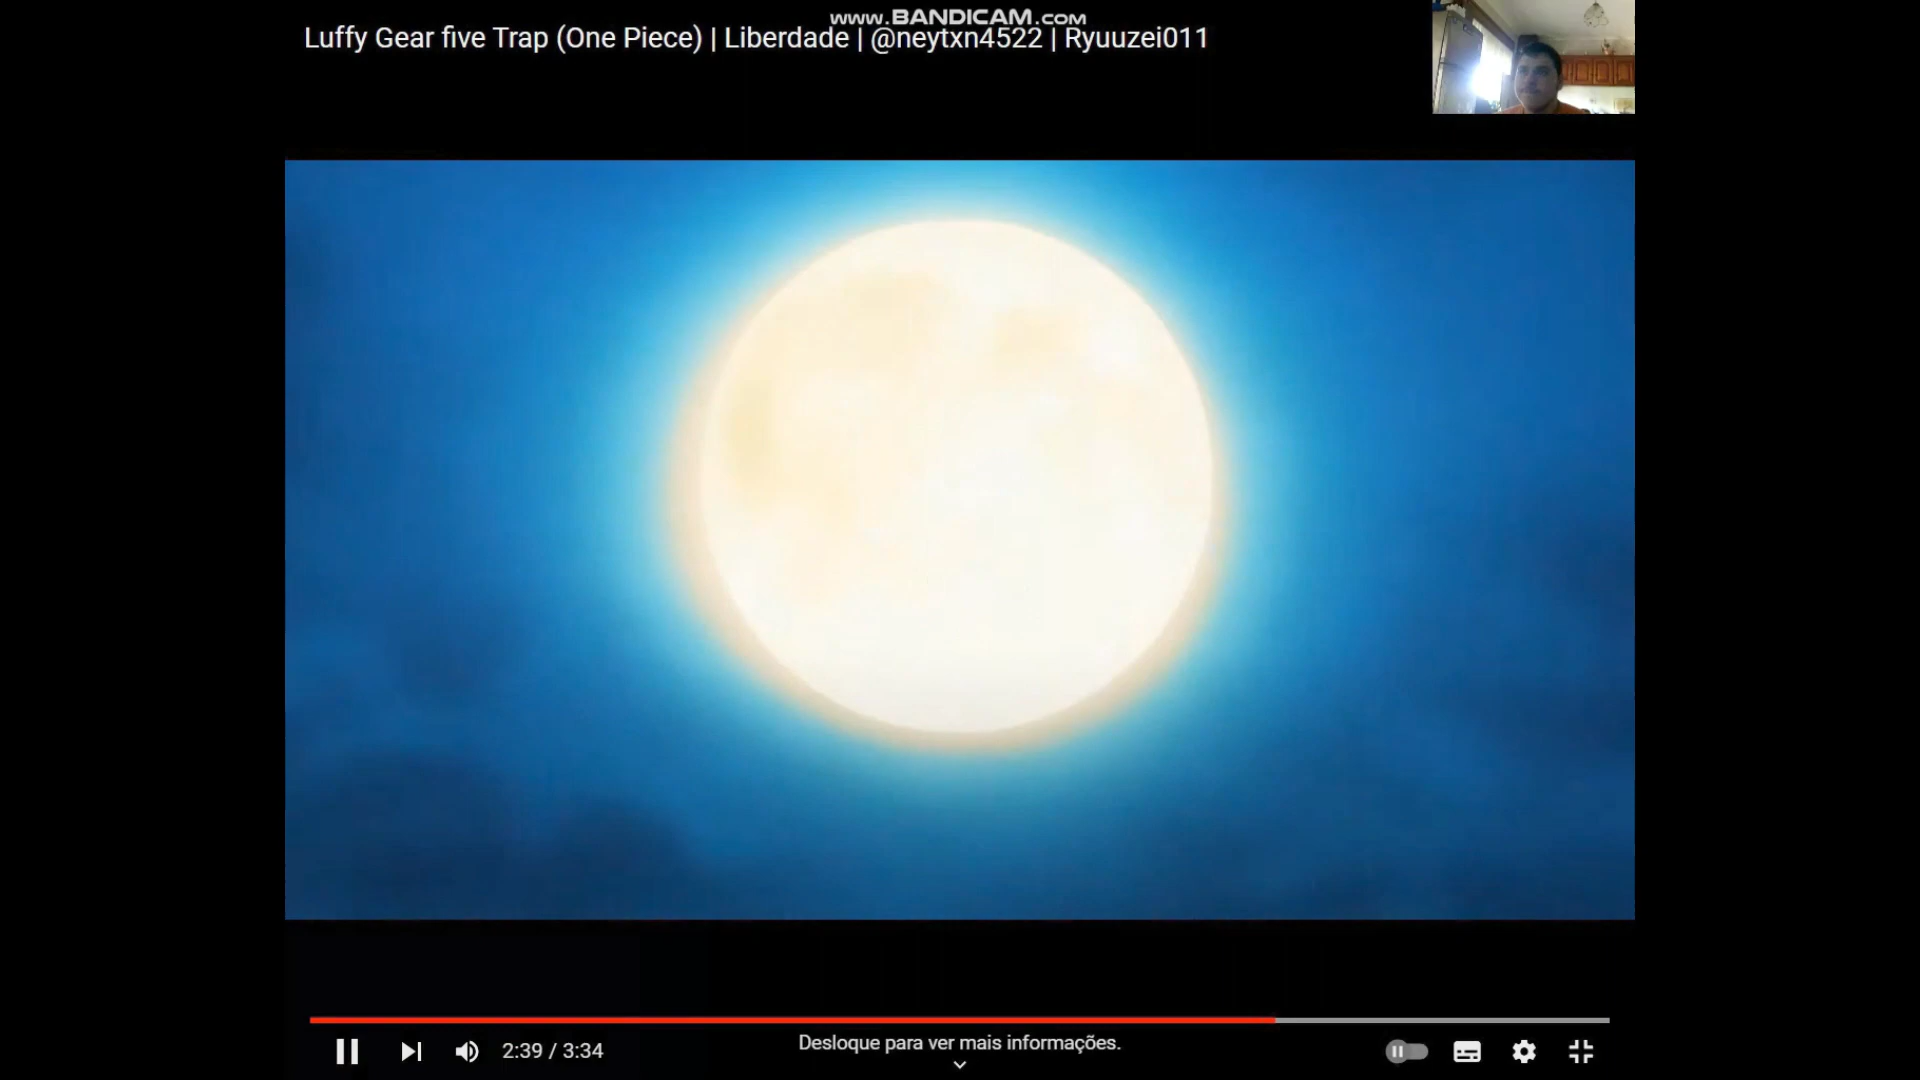 www.BANDICAM.com
Luffy Gear five Trap (One Piece) | Liberdade | @neytxn4522 | Ryuuzei011
2:39 / 3:34
Desloque para ver mais informações.